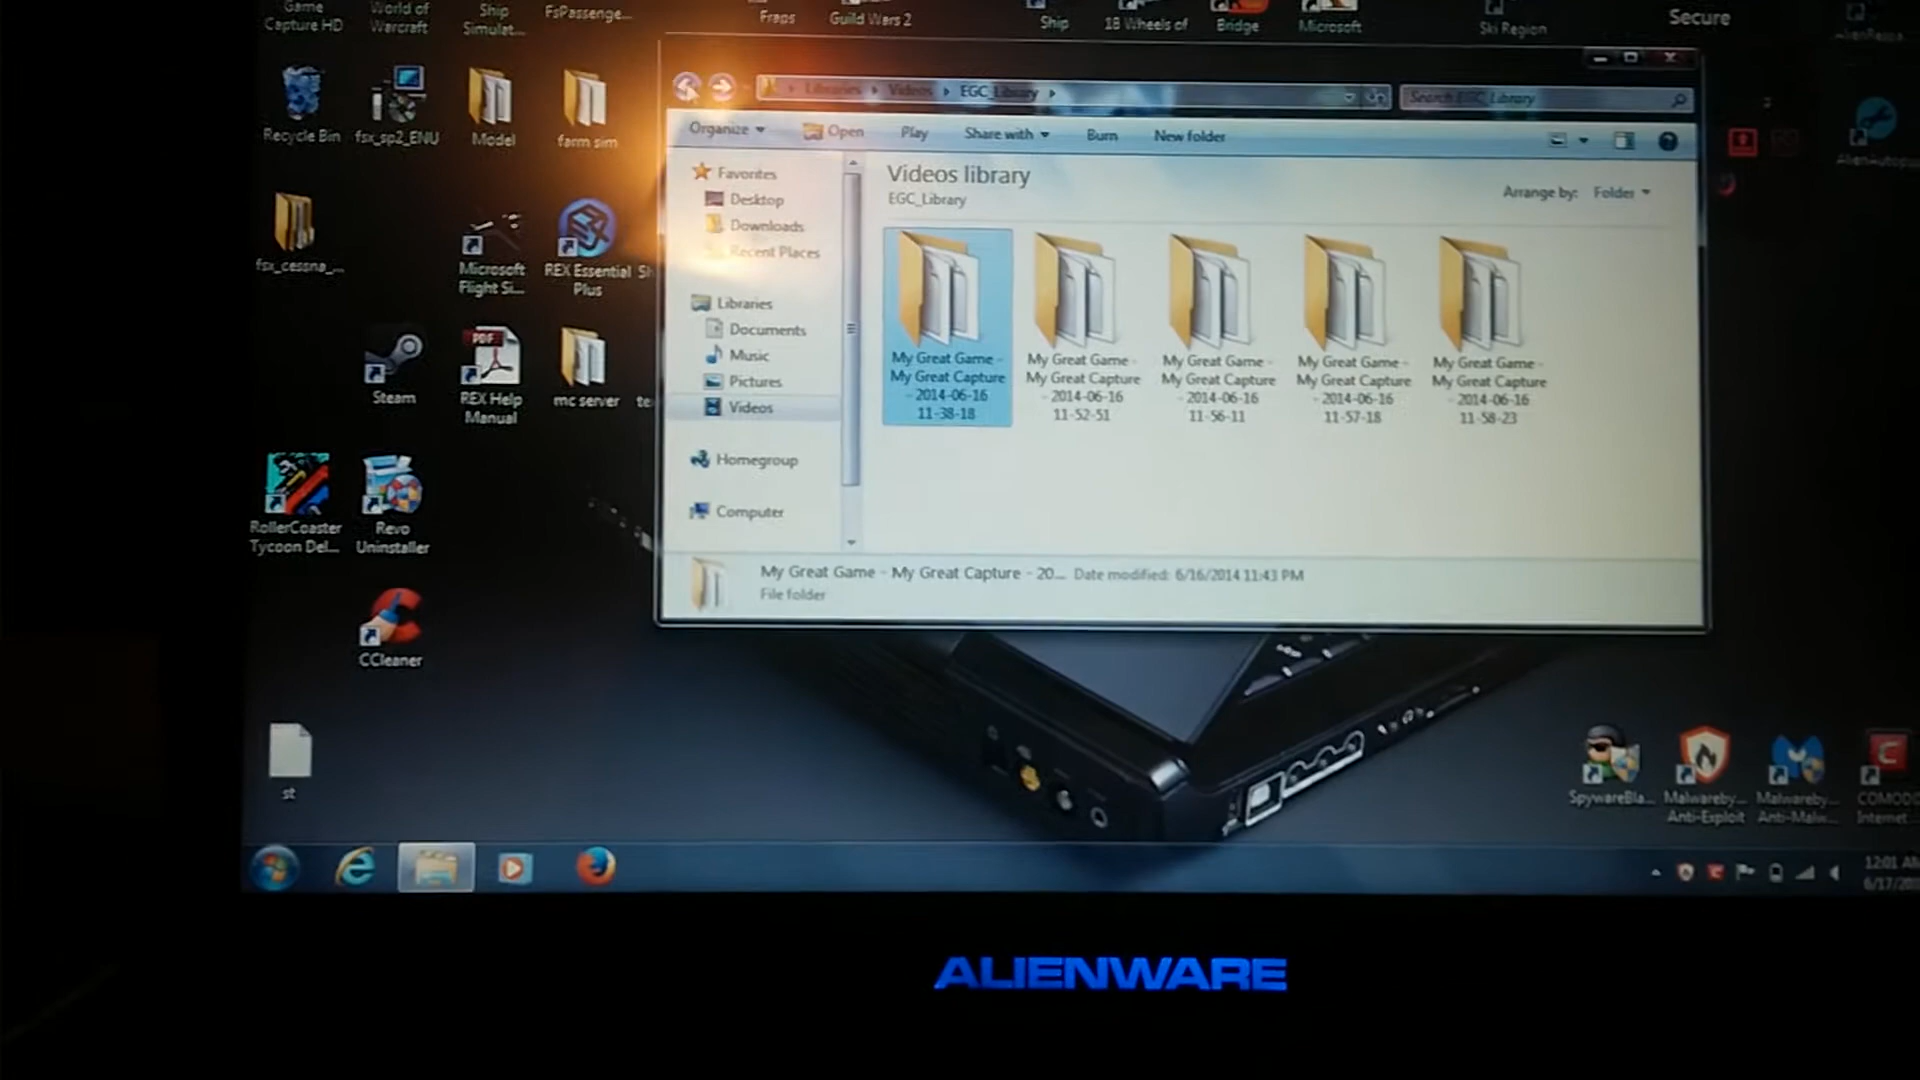 Game
Capture HD
World of
Warcraft
Ship
Simulat...
FsPassenge...
Fraps
Guild Wars 2
Ship
18 Wheels of
Bridge
Microsoft
Ski Region
Secure
Recycle Bin
fsx_sp2_ENU
Model
farm sim
fsx_cessna_...
Microsoft
Flight Si...
REX Essential
Plus
Steam
REX Help
Manual
mc server
RollerCoaster
Tycoon Del...
Revo
Uninstaller
CCleaner
st
Libraries
Videos
EGC_Library
Search EGC_Library
Organize
Open
Play
Share with
Burn
New folder
Favorites
Desktop
Downloads
Recent Places
Libraries
Documents
Music
Pictures
Videos
Homegroup
Computer
Videos library
EGC_Library
Arrange by: Folder
My Great Game -
My Great Capture
- 2014-06-16
11-38-18
My Great Game -
My Great Capture
- 2014-06-16
11-52-51
My Great Game -
My Great Capture
- 2014-06-16
11-56-11
My Great Game -
My Great Capture
- 2014-06-16
11-57-18
My Great Game -
My Great Capture
- 2014-06-16
11-58-23
My Great Game - My Great Capture - 20... Date modified: 6/16/2014 11:43 PM
File folder
SpywareBla...
Malwareby...
Anti-Exploit
Malwareby...
Anti-Malw...
COMODO
Internet
12:01 AM
6/17/20
ALIENWARE